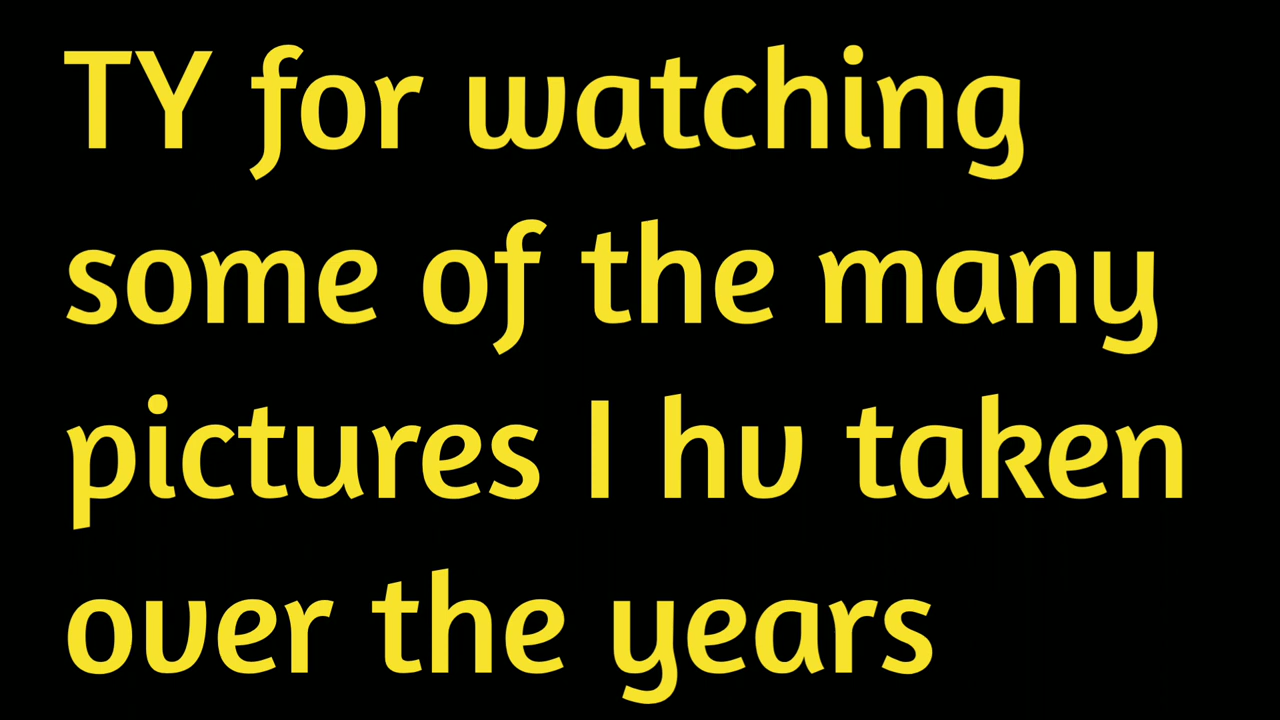 TY for watching
some of the many
pictures I hv taken
over the years